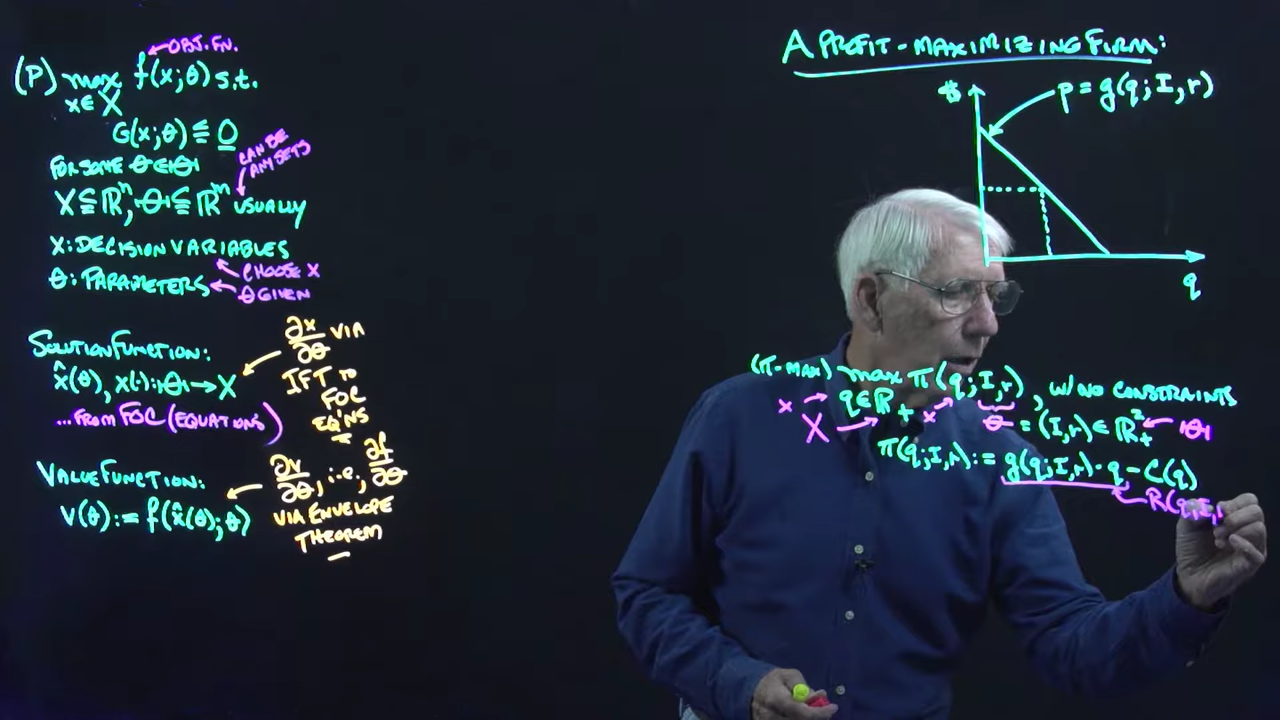 (P) max f(x;θ) s.t.
OBJ. FN.
x∈X
G(x;θ) ≦ 0
FOR SOME θ∈Θ
CAN BE ANY SETS
X ⊆ ℝⁿ, Θ ⊆ ℝᵐ USUALLY
X: DECISION VARIABLES
CHOOSE X
θ: PARAMETERS
θ GIVEN
SOLUTION FUNCTION:
x̂(θ), x(·): Θ → X
...FROM FOC (EQUATIONS)
∂x/∂θ VIA
IFT TO
FOC
EQ'NS
VALUE FUNCTION:
v(θ) := f(x̂(θ);θ)
∂v/∂θ, i.e., ∂f/∂θ
VIA ENVELOPE
THEOREM
A PROFIT-MAXIMIZING FIRM:
$
p = g(q; I, r)
q
(π-MAX) max π(q; I, r), W/ NO CONSTRAINTS
x → q∈ℝ₊ x θ = (I, r) ∈ ℝ²₊ ← Θ
X
π(q; I, r) := g(q; I, r) · q − C(q)
R(q; I,